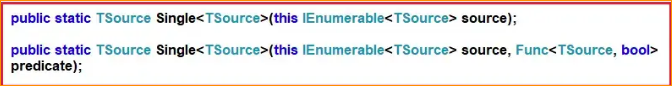 public static TSource Single<TSource>(this IEnumerable<TSource> source);
public static TSource Single<TSource>(this IEnumerable<TSource> source, Func<TSource, bool>
predicate);